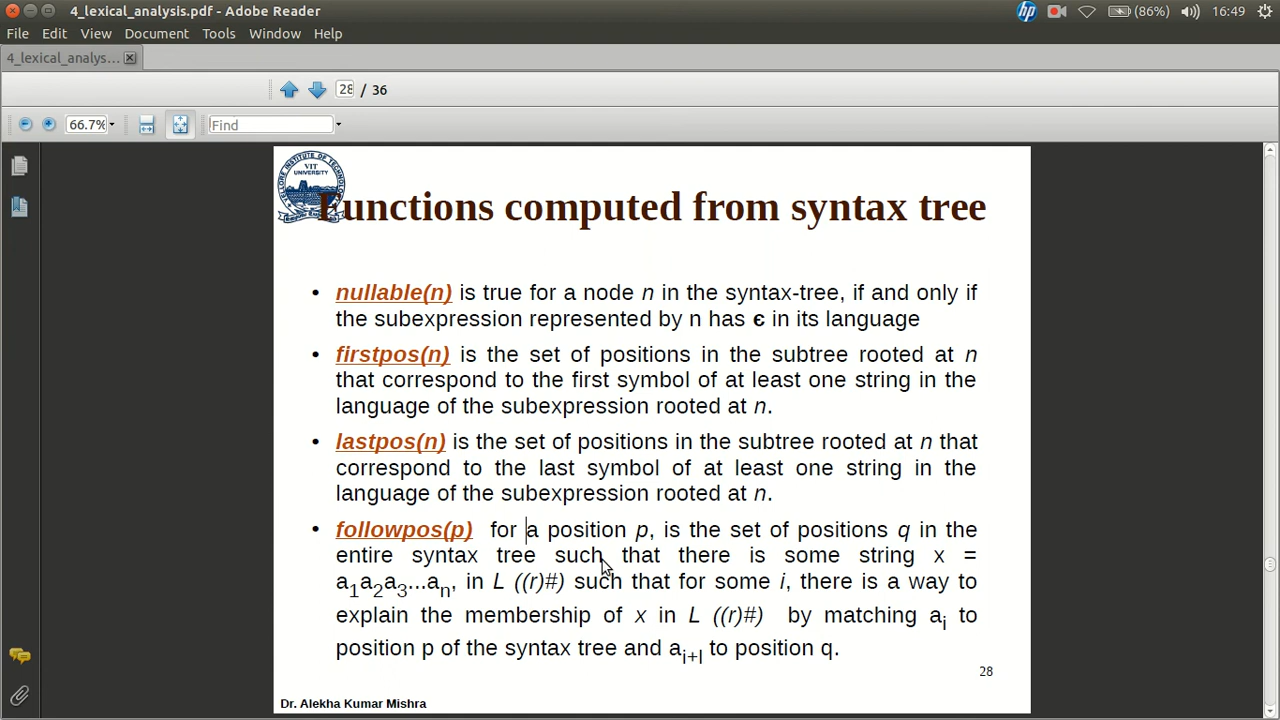 4_lexical_analysis.pdf - Adobe Reader
(86%) 16:49
File Edit View Document Tools Window Help
4_lexical_analys...
28 / 36
66.7% Find
VIT
UNIVERSITY
Functions computed from syntax tree
• nullable(n) is true for a node n in the syntax-tree, if and only if
the subexpression represented by n has є in its language
• firstpos(n) is the set of positions in the subtree rooted at n
that correspond to the first symbol of at least one string in the
language of the subexpression rooted at n.
• lastpos(n) is the set of positions in the subtree rooted at n that
correspond to the last symbol of at least one string in the
language of the subexpression rooted at n.
• followpos(p) for a position p, is the set of positions q in the
entire syntax tree such that there is some string x =
a1a2a3...an, in L ((r)#) such that for some i, there is a way to
explain the membership of x in L ((r)#) by matching ai to
position p of the syntax tree and ai+l to position q.
28
Dr. Alekha Kumar Mishra